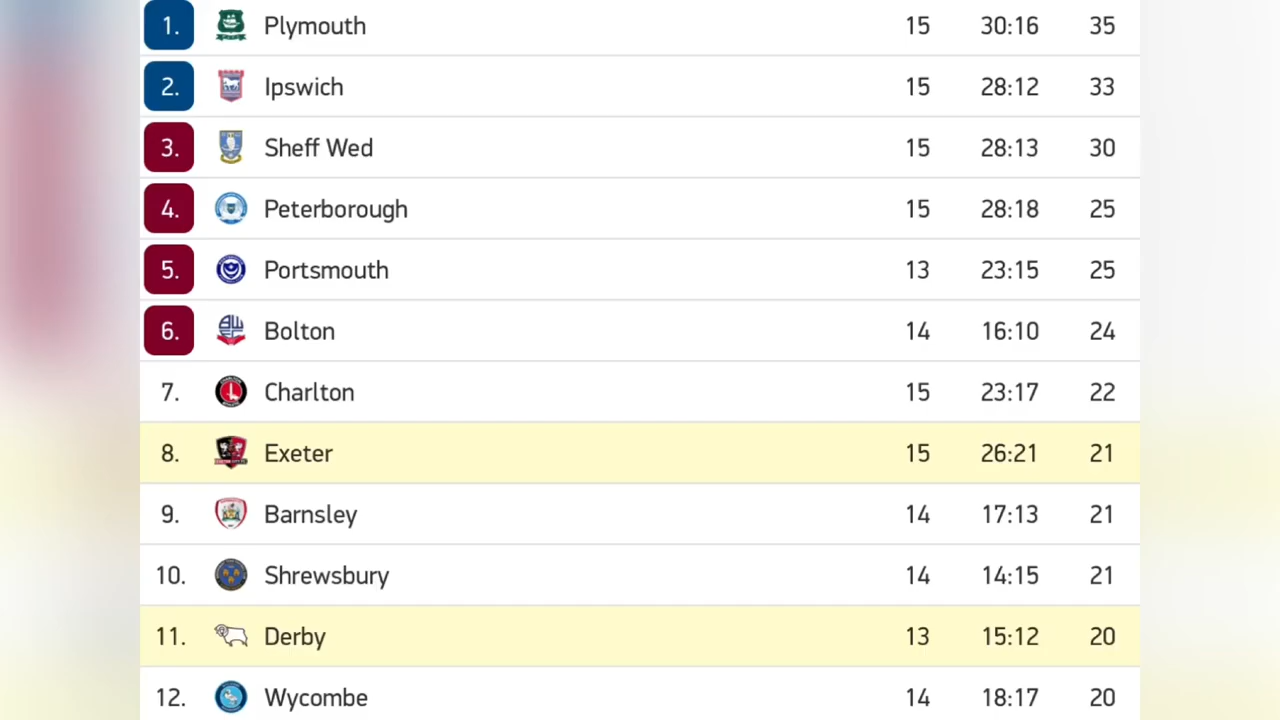 1. Plymouth 15 30:16 35
2. Ipswich 15 28:12 33
3. Sheff Wed 15 28:13 30
4. Peterborough 15 28:18 25
5. Portsmouth 13 23:15 25
6. Bolton 14 16:10 24
7. Charlton 15 23:17 22
8. Exeter 15 26:21 21
9. Barnsley 14 17:13 21
10. Shrewsbury 14 14:15 21
11. Derby 13 15:12 20
12. Wycombe 14 18:17 20